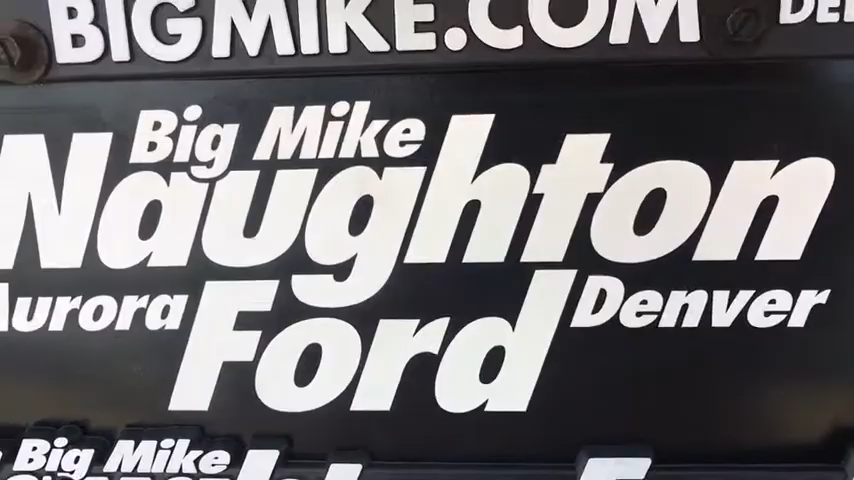 BIGMIKE.COM
Big Mike
Naughton
Aurora Ford Denver
Big Mike